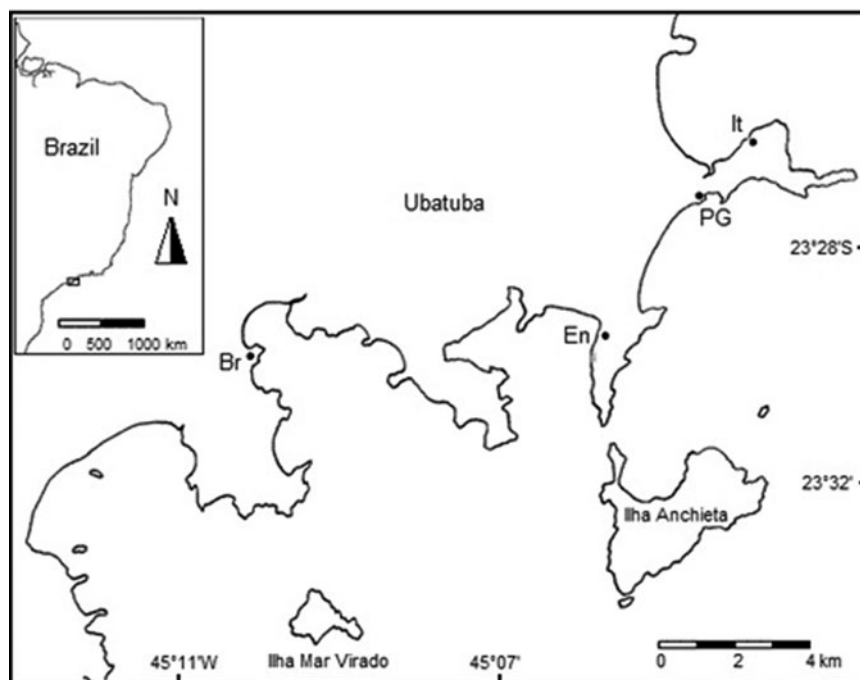 Brazil
N
0 500 1000 km
It
Ubatuba
PG
23°28'S
En
Br
23°32'
Ilha Anchieta
45°11'W
Ilha Mar Virado
45°07'
0 2 4 km